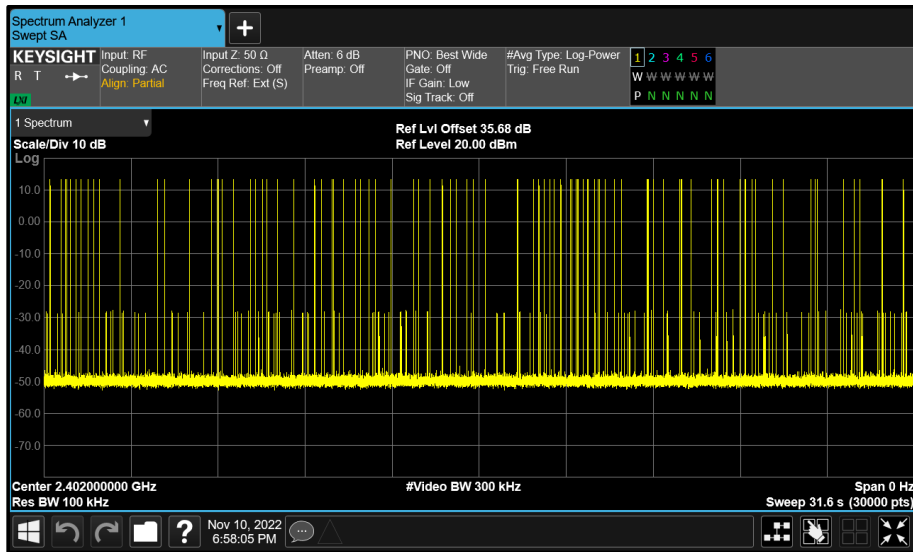 Spectrum Analyzer 1
Swept SA
KEYSIGHT
R T
LXI
Input: RF
Coupling: AC
Align: Partial
Input Z: 50 Ω
Corrections: Off
Freq Ref: Ext (S)
Atten: 6 dB
Preamp: Off
PNO: Best Wide
Gate: Off
IF Gain: Low
Sig Track: Off
#Avg Type: Log-Power
Trig: Free Run
1 2 3 4 5 6
W W W W W W
P N N N N N
1 Spectrum
Scale/Div 10 dB
Log
Ref Lvl Offset 35.68 dB
Ref Level 20.00 dBm
10.0
0.00
-10.0
-20.0
-30.0
-40.0
-50.0
-60.0
-70.0
Center 2.402000000 GHz
Res BW 100 kHz
#Video BW 300 kHz
Span 0 Hz
Sweep 31.6 s (30000 pts)
?
Nov 10, 2022
6:58:05 PM